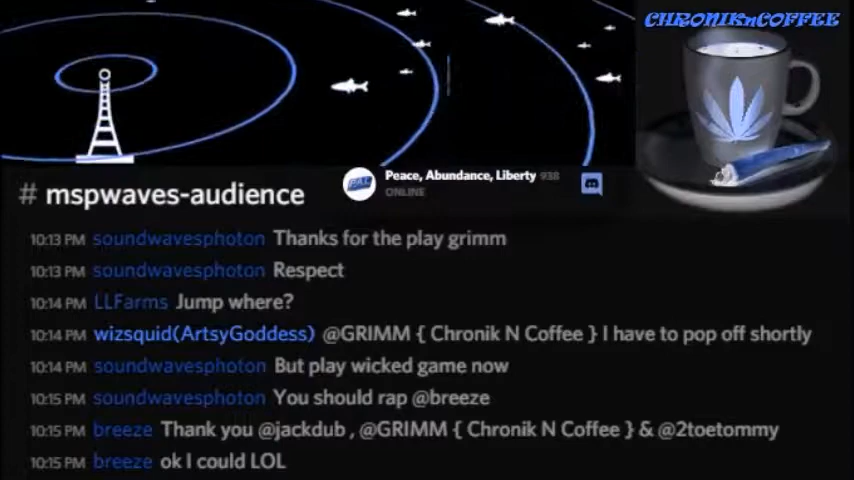 CHRONIKnCOFFEE
# mspwaves-audience
PAL
Peace, Abundance, Liberty 938
ONLINE
10:13 PM soundwavesphoton Thanks for the play grimm
10:13 PM soundwavesphoton Respect
10:14 PM LLFarms Jump where?
10:14 PM wizsquid(ArtsyGoddess) @GRIMM { Chronik N Coffee } I have to pop off shortly
10:14 PM soundwavesphoton But play wicked game now
10:15 PM soundwavesphoton You should rap @breeze
10:15 PM breeze Thank you @jackdub , @GRIMM { Chronik N Coffee } & @2toetommy
10:15 PM breeze ok I could LOL